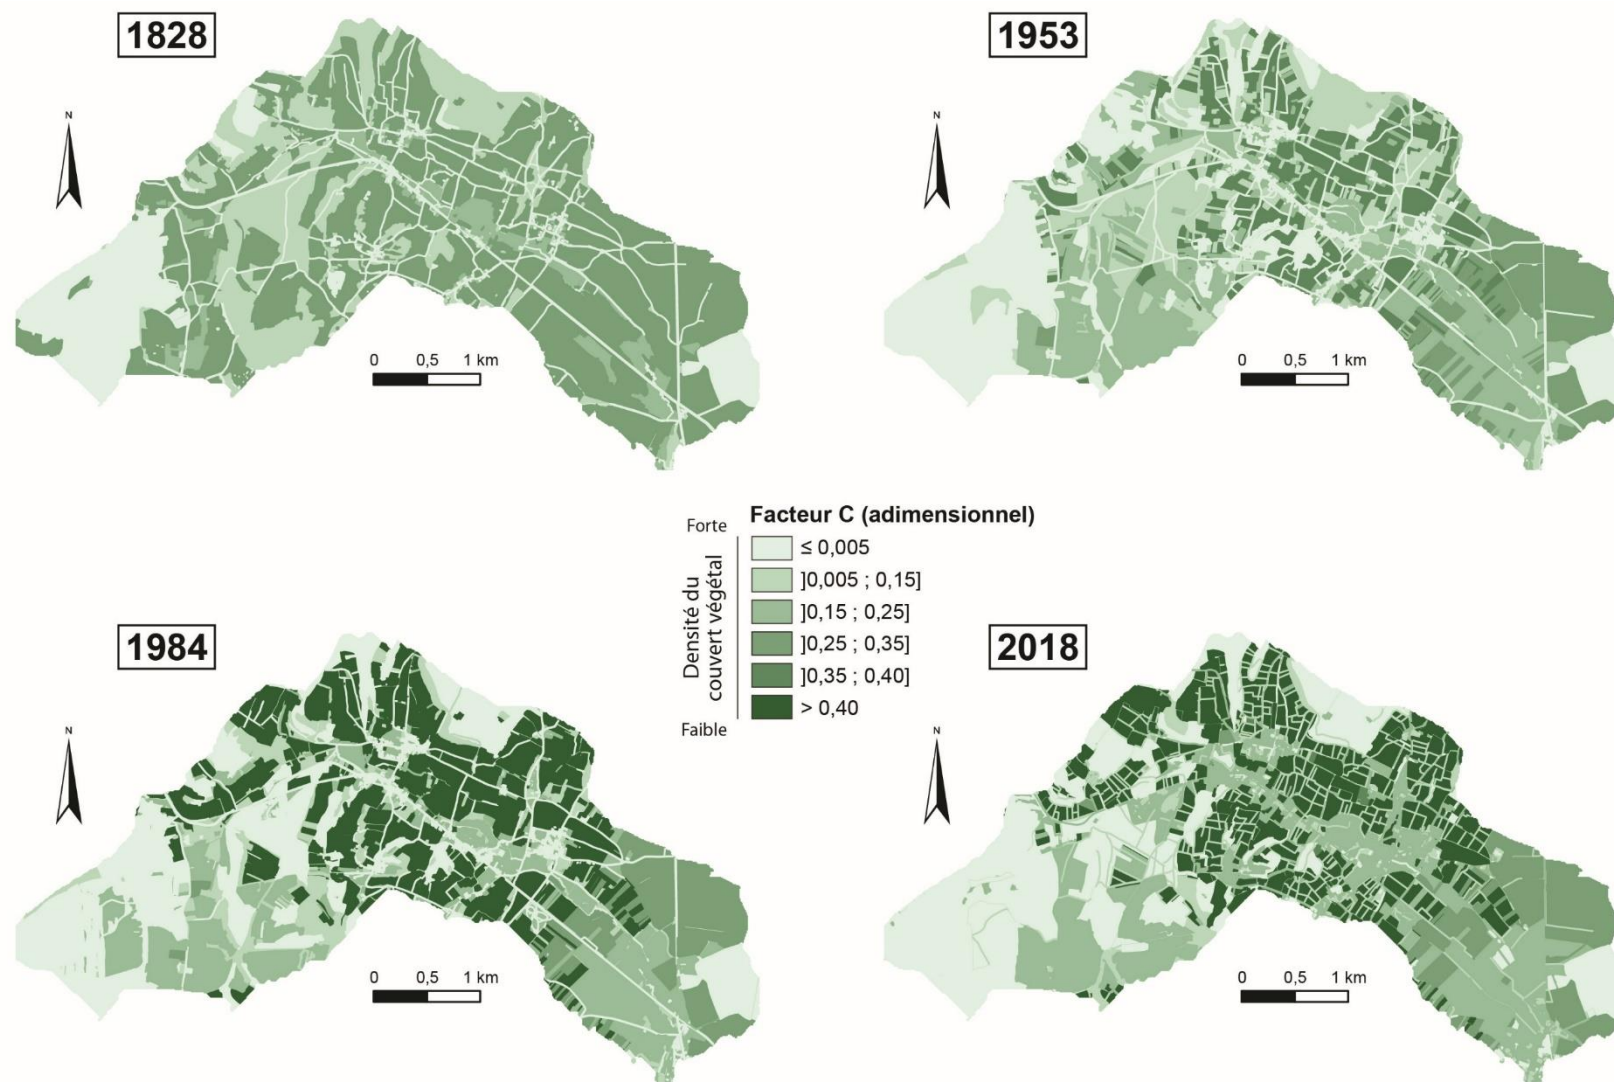 1828
1953
N
N
0 0,5 1 km
0 0,5 1 km
Facteur C (adimensionnel)
Forte
≤ 0,005
]0,005 ; 0,15]
]0,15 ; 0,25]
]0,25 ; 0,35]
]0,35 ; 0,40]
> 0,40
Densité du
couvert végétal
Faible
1984
2018
N
N
0 0,5 1 km
0 0,5 1 km